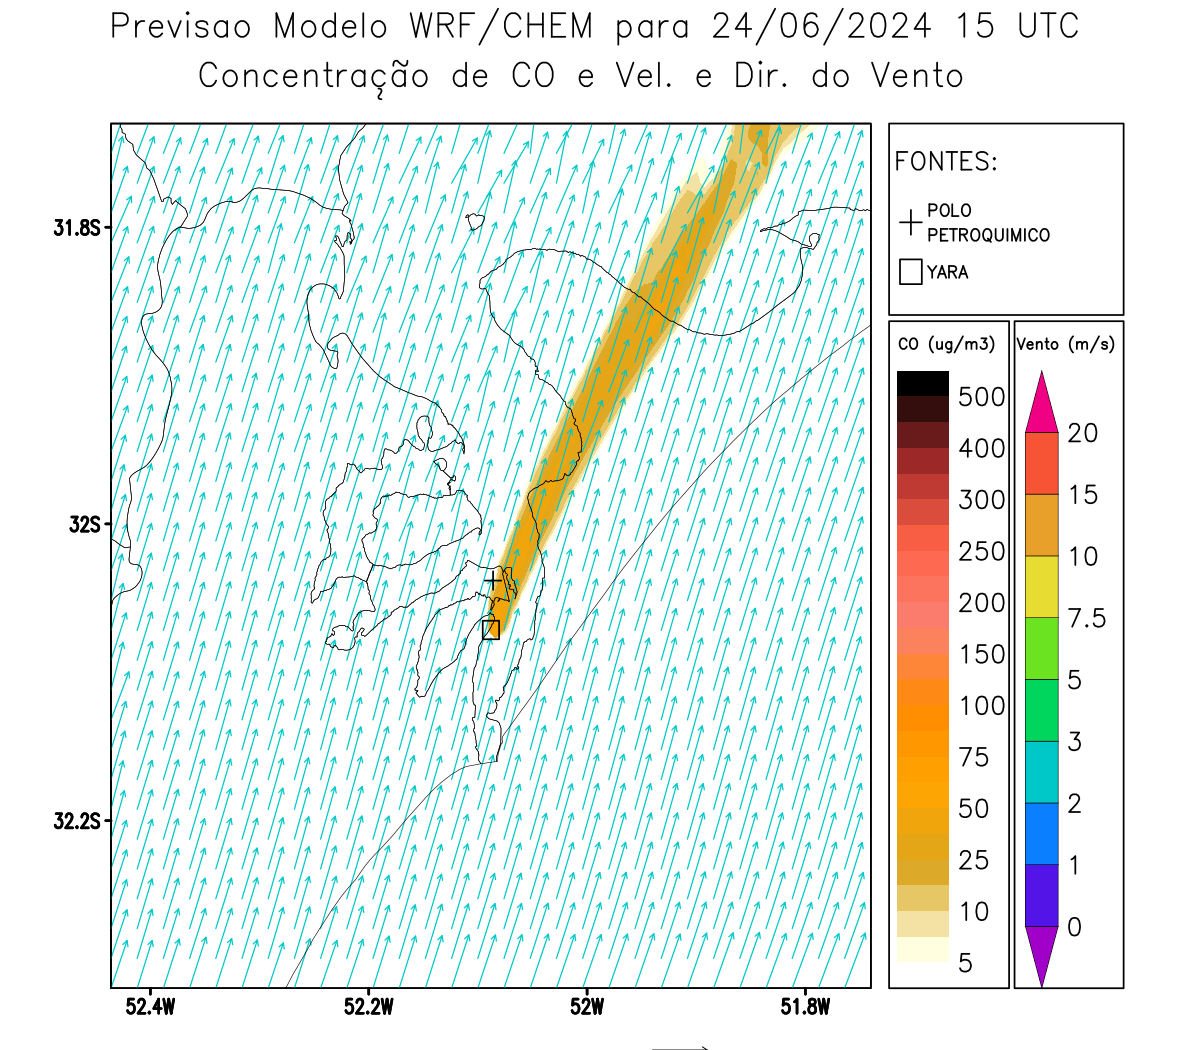 Previsao Modelo WRF/CHEM para 24/06/2024 15 UTC
Concentração de CO e Vel. e Dir. do Vento
FONTES:
POLO
PETROQUIMICO
YARA
CO (ug/m3)
500
400
300
250
200
150
100
75
50
25
10
5
Vento (m/s)
20
15
10
7.5
5
3
2
1
0
31.8S
32S
32.2S
52.4W
52.2W
52W
51.8W